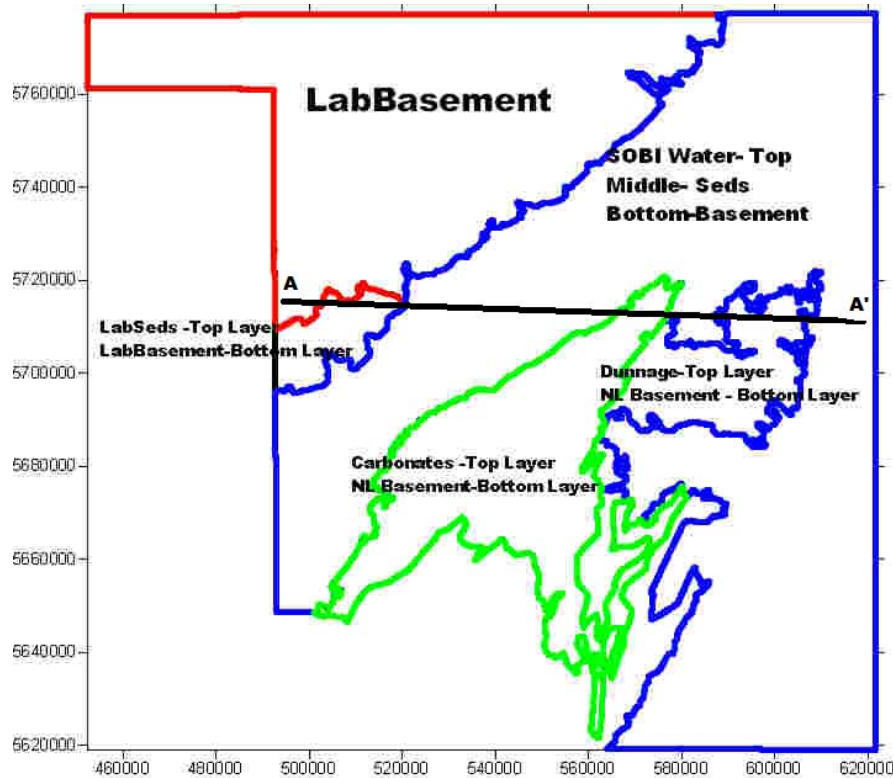 LabBasement
5760000
SOBI Water- Top
Middle- Seds
Bottom-Basement
5740000
5720000
A
A'
LabSeds -Top Layer
LabBasement-Bottom Layer
5700000
Dunnage-Top Layer
NL Basement - Bottom Layer
Carbonates -Top Layer
NL Basement-Bottom Layer
5680000
5660000
5640000
5620000
460000 480000 500000 520000 540000 560000 580000 600000 620000